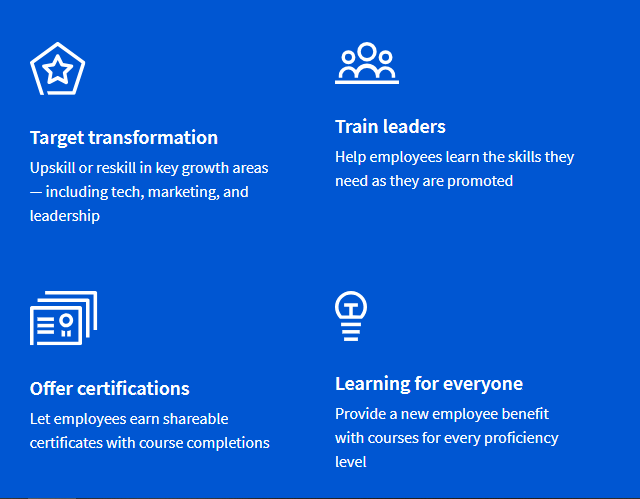 Target transformation
Upskill or reskill in key growth areas
— including tech, marketing, and
leadership
Train leaders
Help employees learn the skills they
need as they are promoted
Offer certifications
Let employees earn shareable
certificates with course completions
Learning for everyone
Provide a new employee benefit
with courses for every proficiency
level